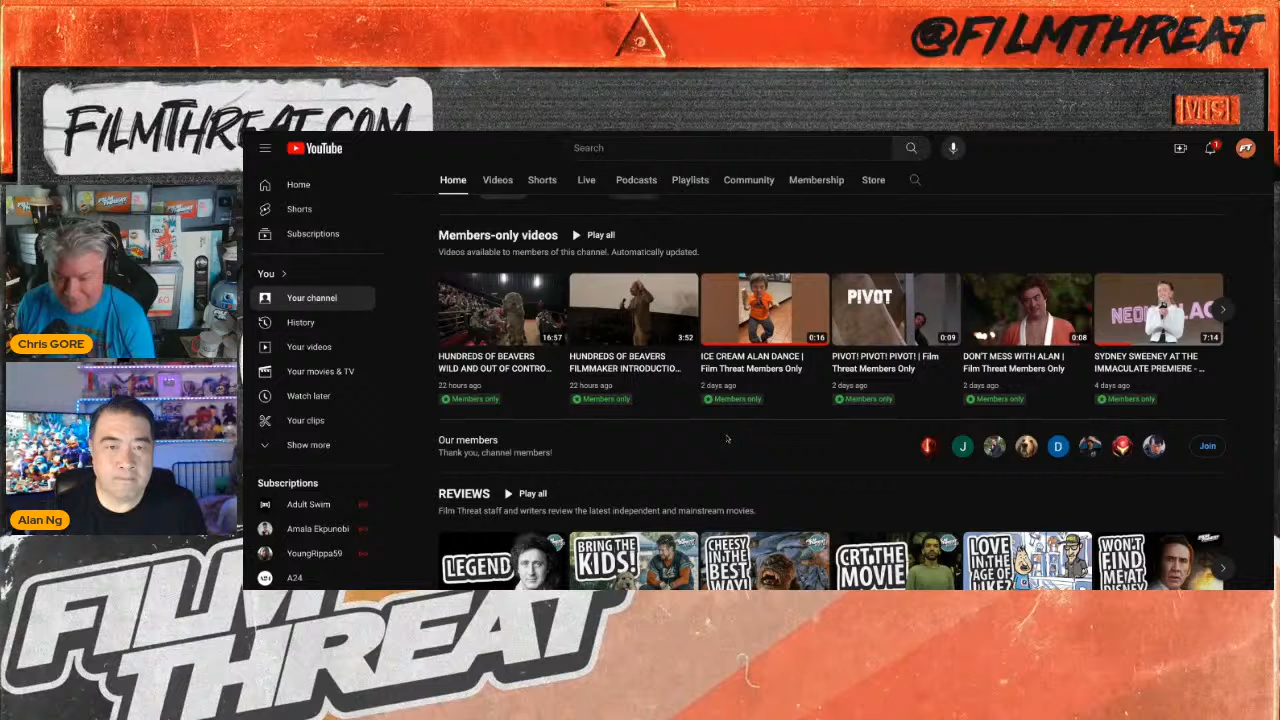 @FILMTHREAT
FILMTHREAT.COM
YouTube
Search
Home
Videos
Shorts
Live
Podcasts
Playlists
Community
Membership
Store
Home
Shorts
Subscriptions
You
Your channel
History
Your videos
Your movies & TV
Watch later
Your clips
Show more
Subscriptions
Adult Swim
Amala Ekpunobi
YoungRippa59
A24
Members-only videos
Play all
Videos available to members of this channel. Automatically updated.
16:57
3:52
0:16
PIVOT
0:09
0:08
7:14
HUNDREDS OF BEAVERS
WILD AND OUT OF CONTRO...
22 hours ago
Members only
HUNDREDS OF BEAVERS
FILMMAKER INTRODUCTIO...
22 hours ago
Members only
ICE CREAM ALAN DANCE |
Film Threat Members Only
2 days ago
Members only
PIVOT! PIVOT! PIVOT! | Film
Threat Members Only
2 days ago
Members only
DON'T MESS WITH ALAN |
Film Threat Members Only
2 days ago
Members only
SYDNEY SWEENEY AT THE
IMMACULATE PREMIERE - ...
4 days ago
Members only
Our members
Thank you, channel members!
J
D
Join
REVIEWS
Play all
Film Threat staff and writers review the latest independent and mainstream movies.
LEGEND
BRING THE
KIDS!
CHEESY
IN THE
BEST
WAY!
CRT: THE
MOVIE
LOVE
IN THE
AGE OF
WON'T
FIND
ME AT
DISNEY
Chris GORE
Alan Ng
FILM
THREAT